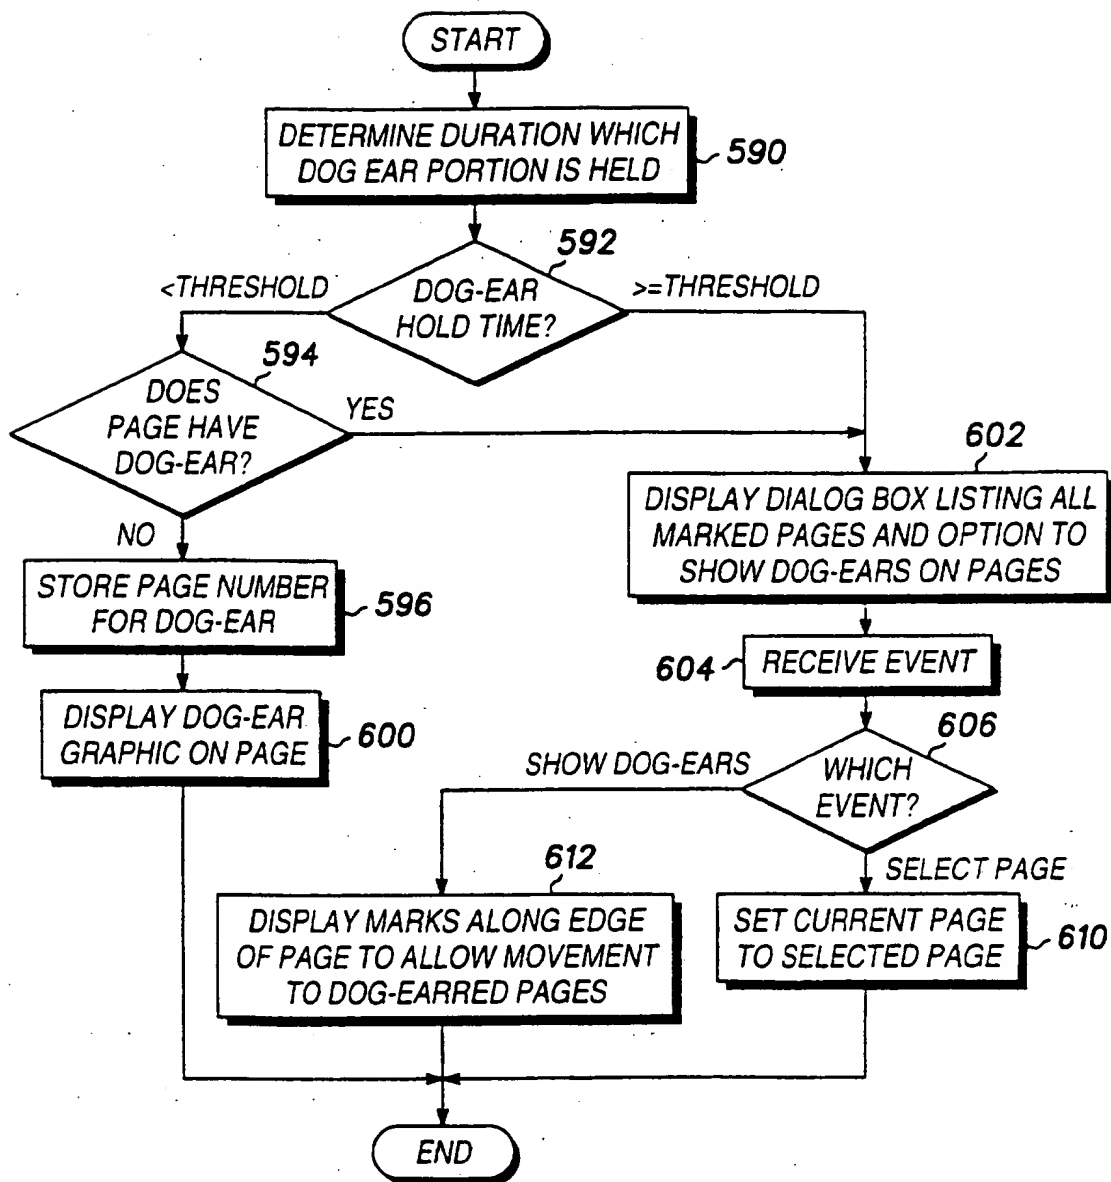 START
DETERMINE DURATION WHICH
DOG EAR PORTION IS HELD
590
592
<THRESHOLD
DOG-EAR
HOLD TIME?
>=THRESHOLD
594
DOES
PAGE HAVE
DOG-EAR?
YES
NO
602
DISPLAY DIALOG BOX LISTING ALL
MARKED PAGES AND OPTION TO
SHOW DOG-EARS ON PAGES
STORE PAGE NUMBER
FOR DOG-EAR
596
604
RECEIVE EVENT
DISPLAY DOG-EAR
GRAPHIC ON PAGE
600
606
SHOW DOG-EARS
WHICH
EVENT?
SELECT PAGE
612
DISPLAY MARKS ALONG EDGE
OF PAGE TO ALLOW MOVEMENT
TO DOG-EARRED PAGES
SET CURRENT PAGE
TO SELECTED PAGE
610
END